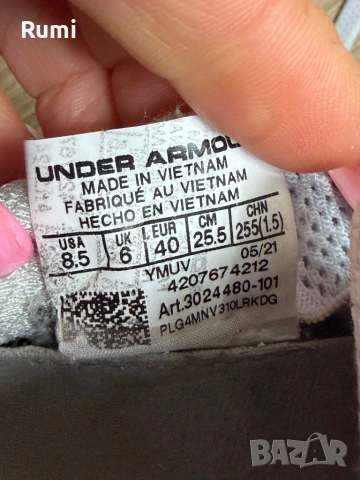 Rumi
UNDER ARMOU
MADE IN VIETNAM
FABRIQUÉ AU VIETNAM
HECHO EN VIETNAM
USA UK EUR CM CHN
8.5 6 40 25.5 255(1.5)
YMUV 05/21
4207674212
Art.3024480-101
PLG4MNV310LRKDG
BAZAR